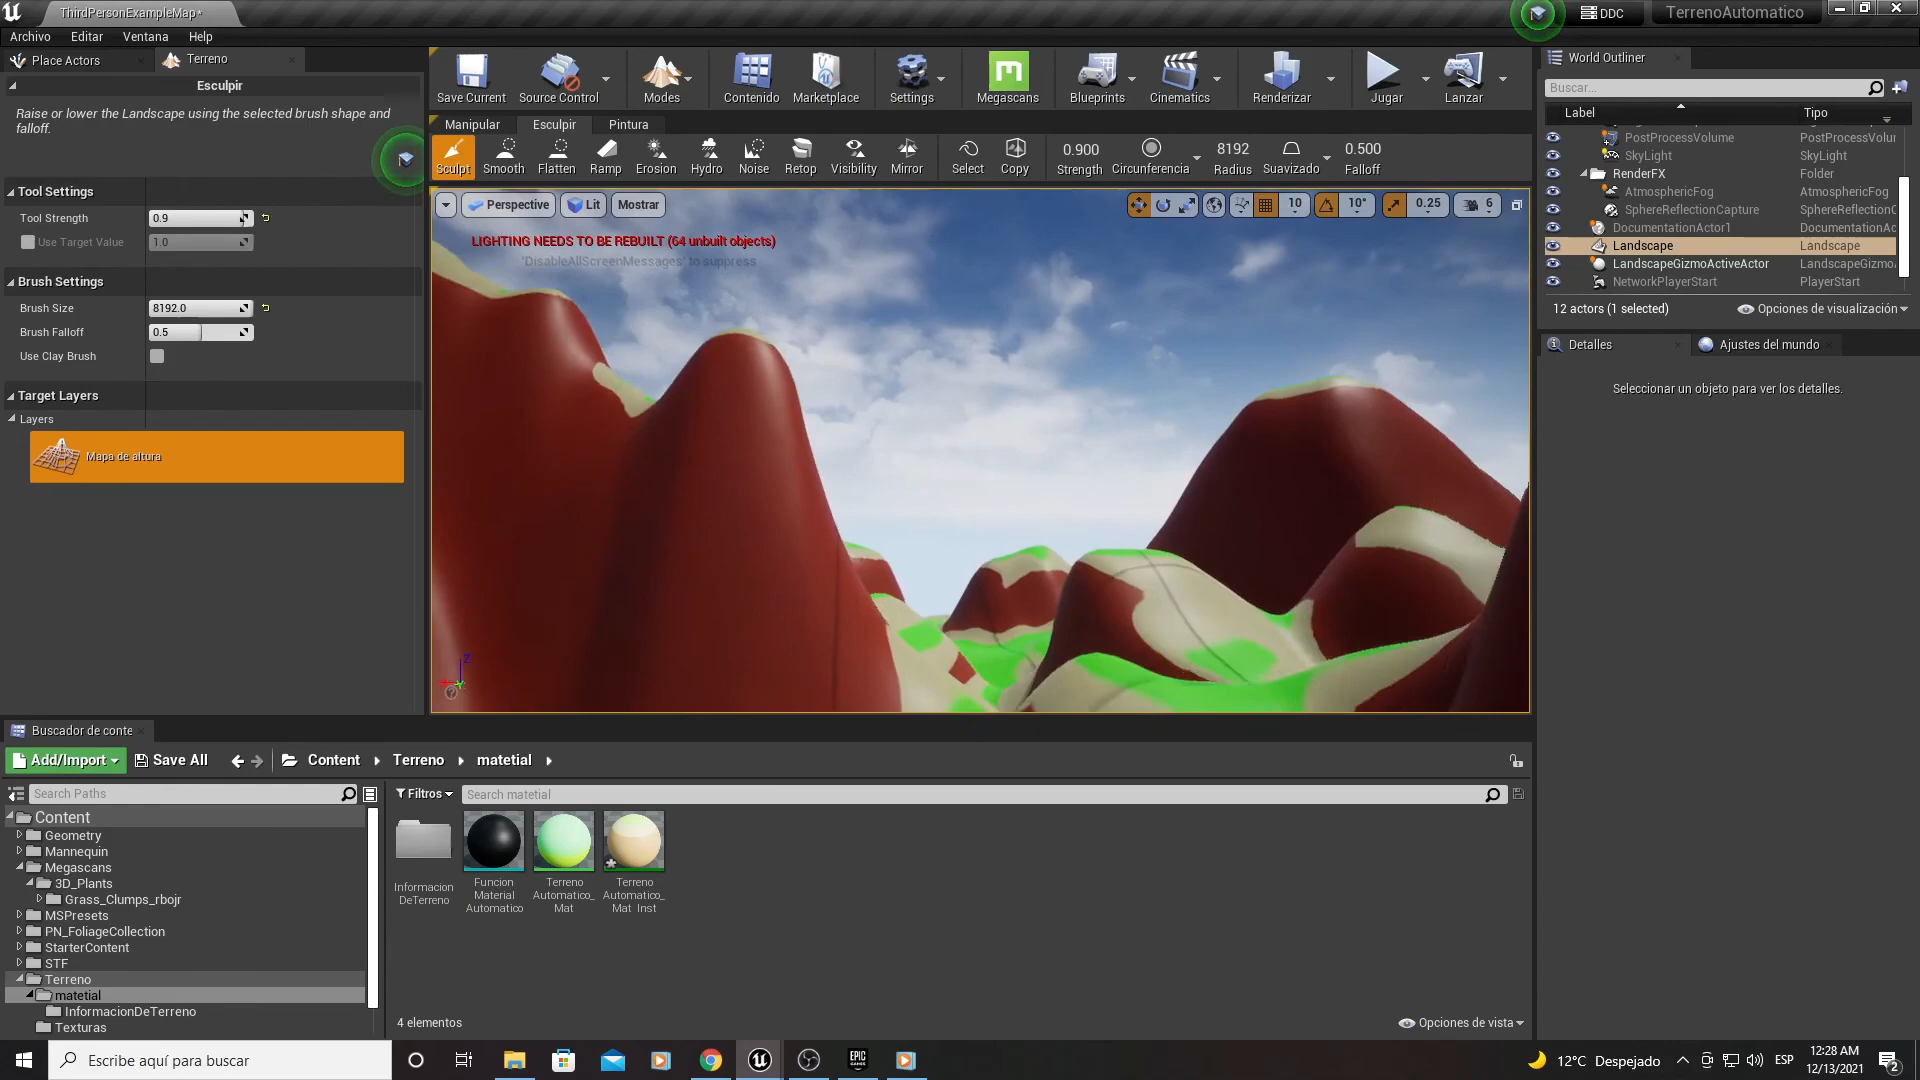 ThirdPersonExampleMap*
DDC
TerrenoAutomatico
Archivo
Editar
Ventana
Help
Place Actors
Terreno
Esculpir
Raise or lower the Landscape using the selected brush shape and falloff.
Tool Settings
Tool Strength
0.9
Use Target Value
1.0
Brush Settings
Brush Size
8192.0
Brush Falloff
0.5
Use Clay Brush
Target Layers
Layers
Mapa de altura
Save Current
Source Control
Modes
Contenido
Marketplace
Settings
Megascans
Blueprints
Cinematics
Renderizar
Jugar
Lanzar
Manipular
Esculpir
Pintura
Sculpt
Smooth
Flatten
Ramp
Erosion
Hydro
Noise
Retop
Visibility
Mirror
Select
Copy
0.900
Strength
Circunferencia
8192
Radius
Suavizado
0.500
Falloff
Perspective
Lit
Mostrar
10
10°
0.25
6
LIGHTING NEEDS TO BE REBUILT (64 unbuilt objects)
'DisableAllScreenMessages' to suppress
Z
World Outliner
Buscar...
Label
Tipo
PostProcessVolume
PostProcessVolur
SkyLight
SkyLight
RenderFX
Folder
AtmosphericFog
AtmosphericFog
SphereReflectionCapture
SphereReflectionC
DocumentationActor1
DocumentationAc
Landscape
Landscape
LandscapeGizmoActiveActor
LandscapeGizmo
NetworkPlayerStart
PlayerStart
12 actors (1 selected)
Opciones de visualización
Detalles
Ajustes del mundo
Seleccionar un objeto para ver los detalles.
Buscador de conte
Add/Import
Save All
Content
Terreno
matetial
Search Paths
Filtros
Search matetial
Content
Geometry
Mannequin
Megascans
3D_Plants
Grass_Clumps_rbojr
MSPresets
PN_FoliageCollection
StarterContent
STF
Terreno
matetial
InformacionDeTerreno
Texturas
Informacion
DeTerreno
Funcion
Material
Automatico
Terreno
Automatico_
Mat
Terreno
Automatico_
Mat_Inst
4 elementos
Opciones de vista
Escribe aquí para buscar
EPIC
GAMES
12°C Despejado
ESP
12:28 AM
12/13/2021
2